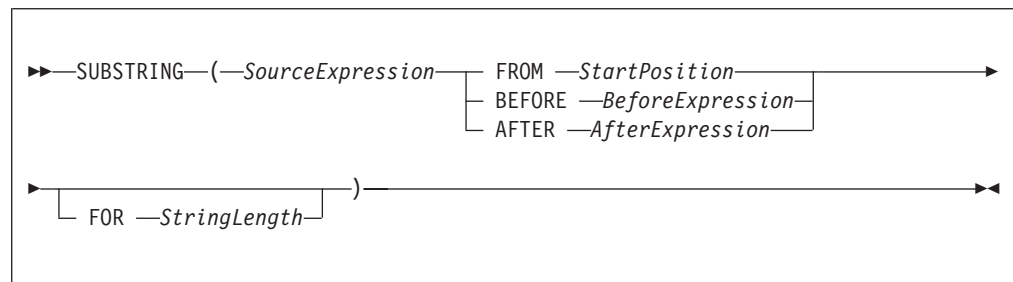 SUBSTRING ( SourceExpression FROM StartPosition
BEFORE BeforeExpression
AFTER AfterExpression
)
FOR StringLength